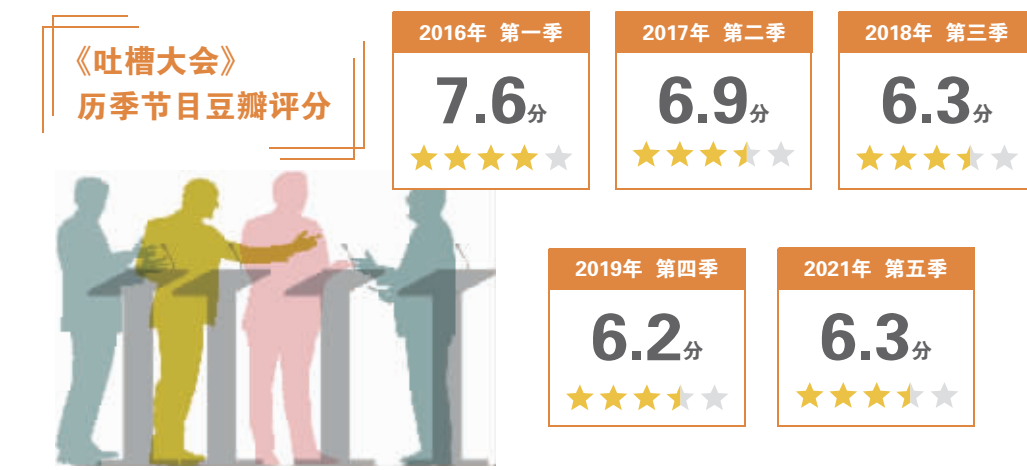 《吐槽大会》
历季节目豆瓣评分
2016年 第一季
7.6分
2017年 第二季
6.9分
2018年 第三季
6.3分
2019年 第四季
6.2分
2021年 第五季
6.3分